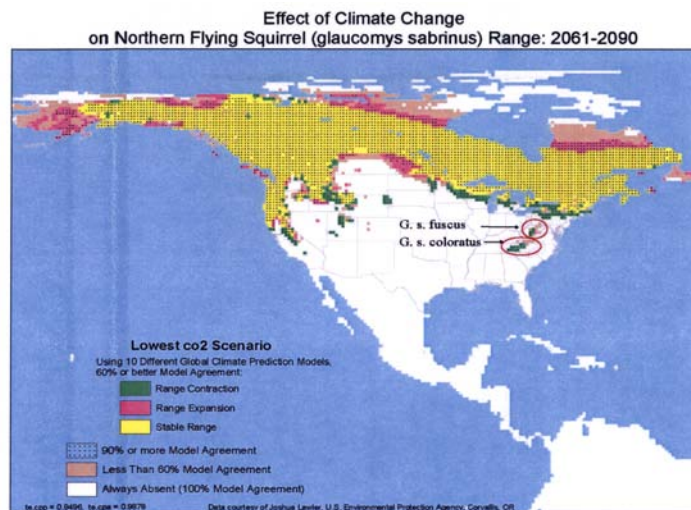 Effect of Climate Change
on Northern Flying Squirrel (glaucomys sabrinus) Range: 2061-2090
G. s. fuscus
G. s. coloratus
Lowest co2 Scenario
Using 10 Different Global Climate Prediction Models,
60% or better Model Agreement:
Range Contraction
Range Expansion
Stable Range
90% or more Model Agreement
Less Than 60% Model Agreement
Always Absent (100% Model Agreement)
Data courtesy of Joshua Lawler, U.S. Environmental Protection Agency, Corvallis, OR